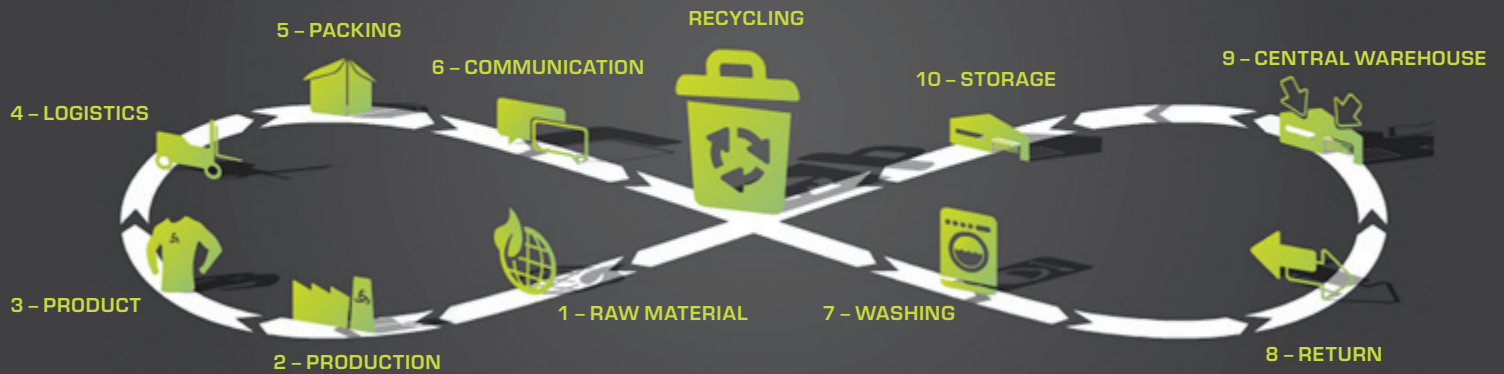 RECYCLING
5 – PACKING
6 – COMMUNICATION
9 – CENTRAL WAREHOUSE
10 – STORAGE
4 – LOGISTICS
3 – PRODUCT
1 – RAW MATERIAL
7 – WASHING
2 – PRODUCTION
8 – RETURN